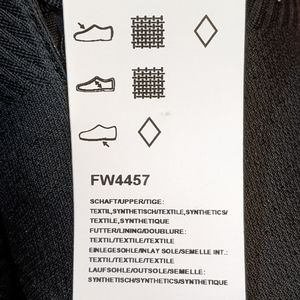 FW4457
SCHAFT/UPPER/TIGE:
TEXTIL,SYNTHETISCH/TEXTILE,SYNTHETICS/
TEXTILE,SYNTHETIQUE
FUTTER/LINING/DOUBLURE:
TEXTIL/TEXTILE/TEXTILE
EINLEGESOHLE/INLAY SOLE/SEMELLE INT.:
TEXTIL/TEXTILE/TEXTILE
LAUFSOHLE/OUTSOLE/SEMELLE:
SYNTHETISCH/SYNTHETICS/SYNTHETIQUE